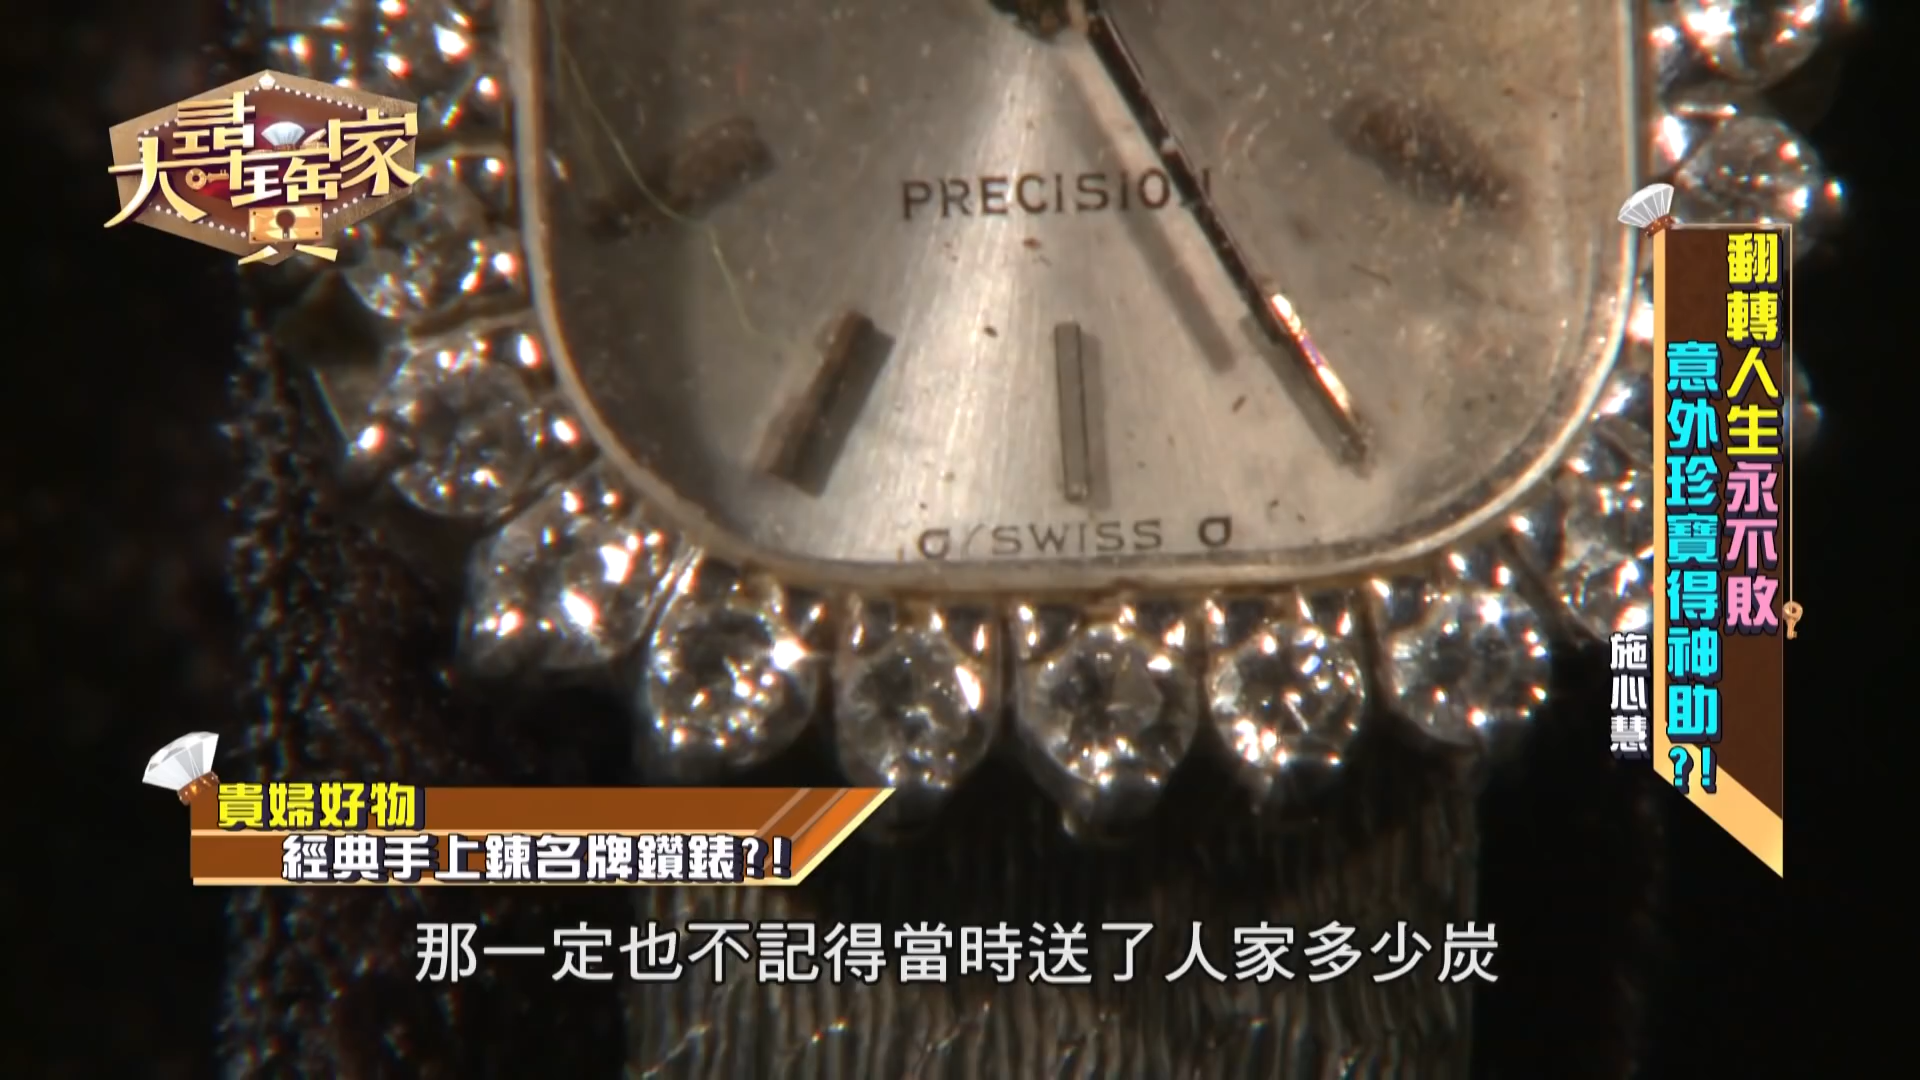 大尋寶家
PRECISION
σ SWISS σ
翻轉人生永不敗
意外珍寶得神助?!
施心慧
貴婦好物
經典手上鍊名牌鑽錶?!
那一定也不記得當時送了人家多少炭